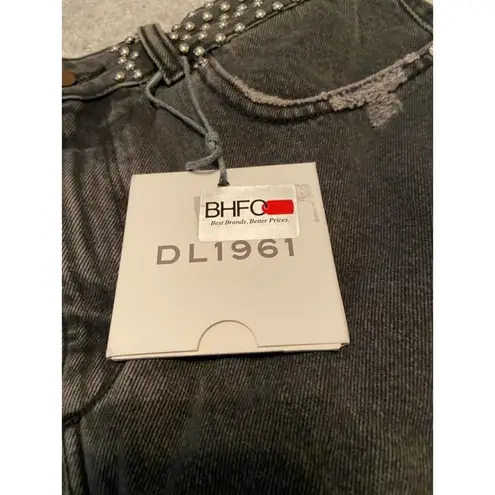 BHFO
Best Brands. Better Prices.
DL1961